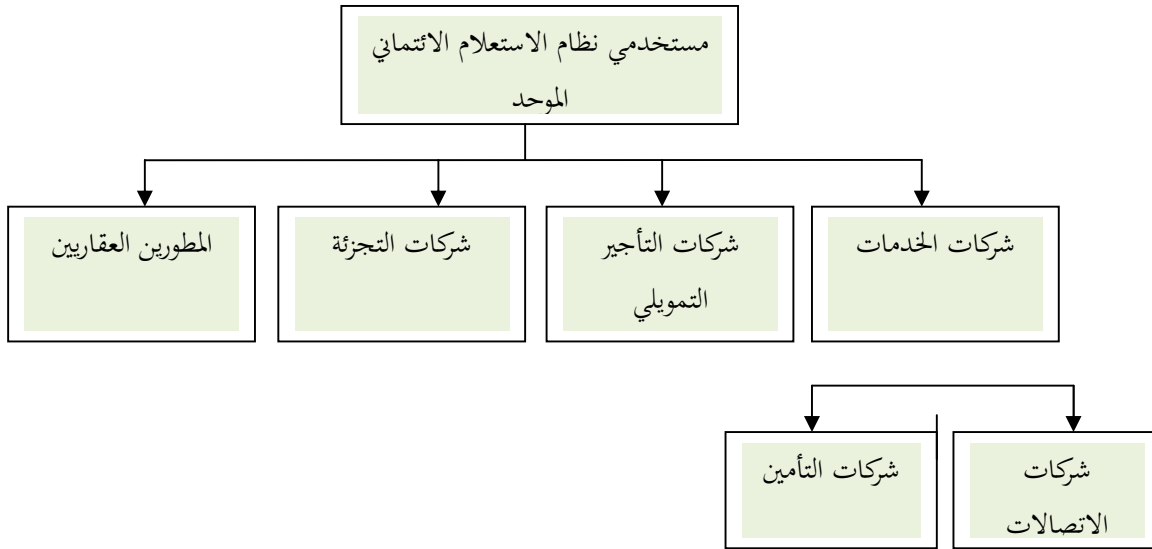 مستخدمي نظام الاستعلام الائتماني
الموحد
شركات الخدمات
شركات التأجير
التمويلي
شركات التجزئة
المطورين العقاريين
شركات
الاتصالات
شركات التأمين